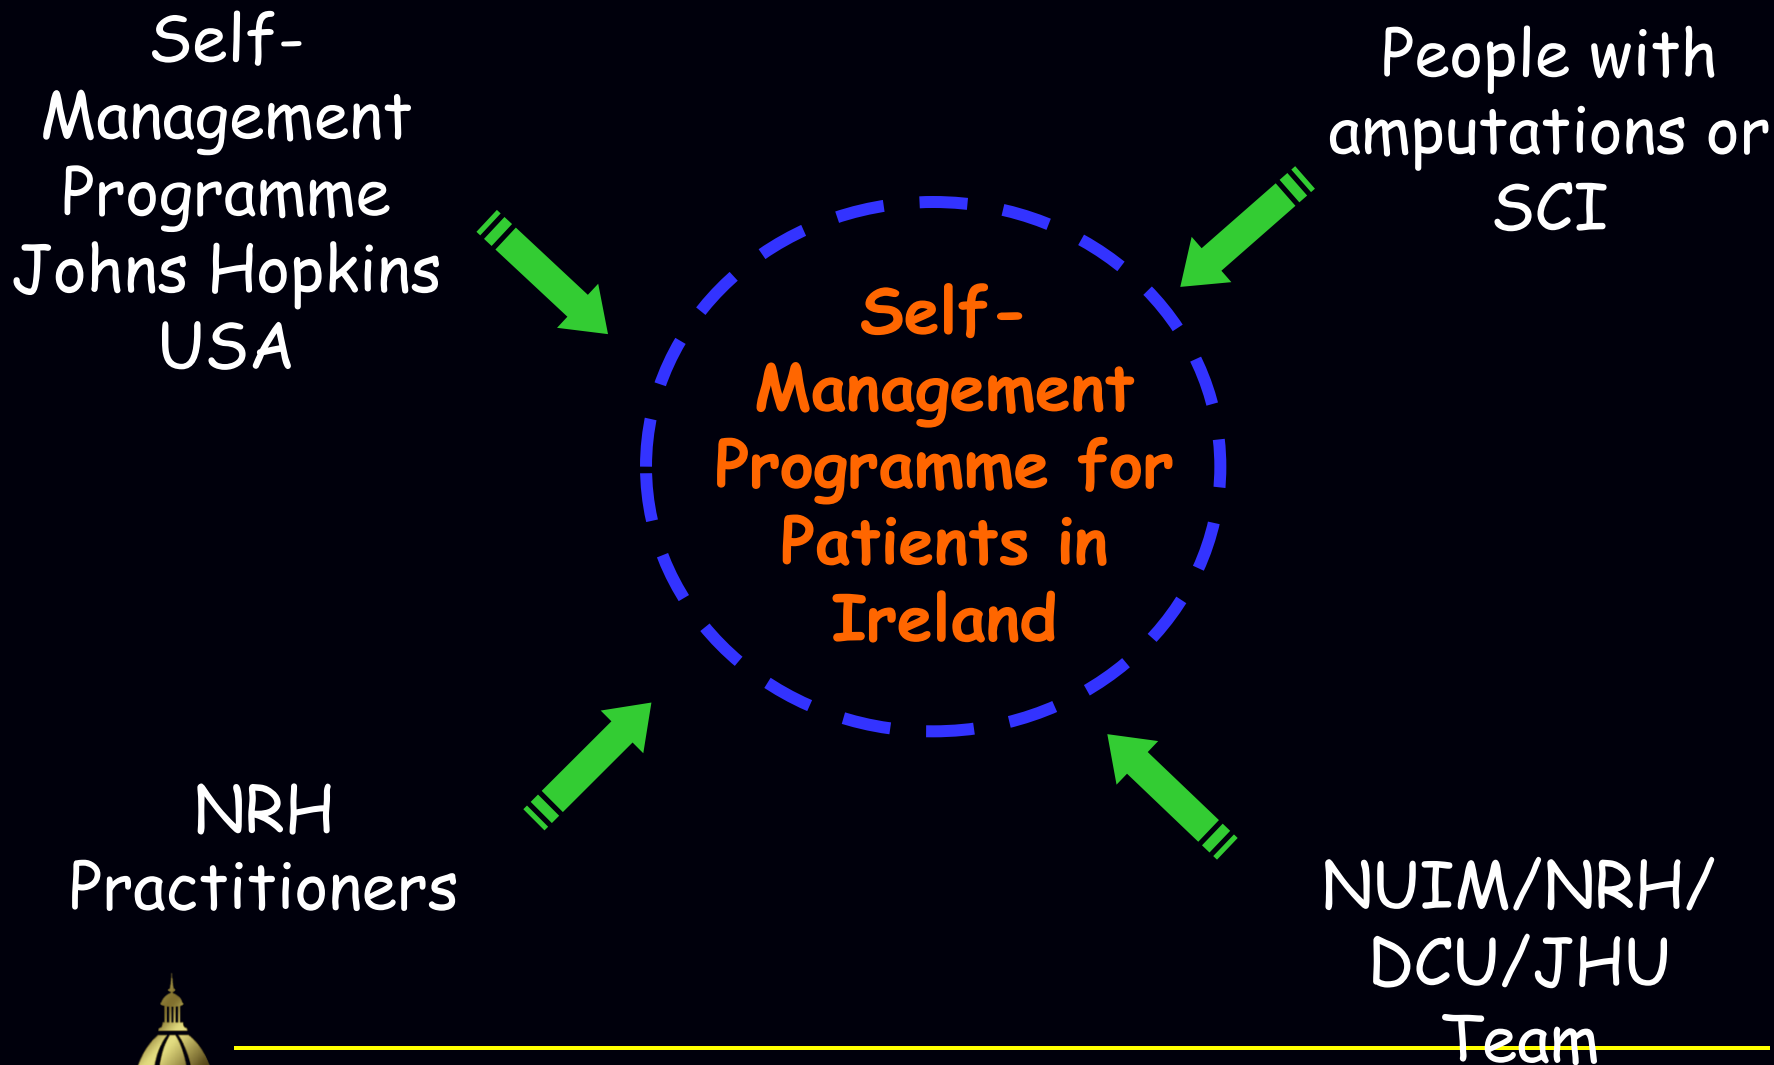 Self-
Management
Programme
Johns Hopkins
USA
People with
amputations or
SCI
Self-
Management
Programme for
Patients in
Ireland
NRH
Practitioners
NUIM/NRH/
DCU/JHU
Team